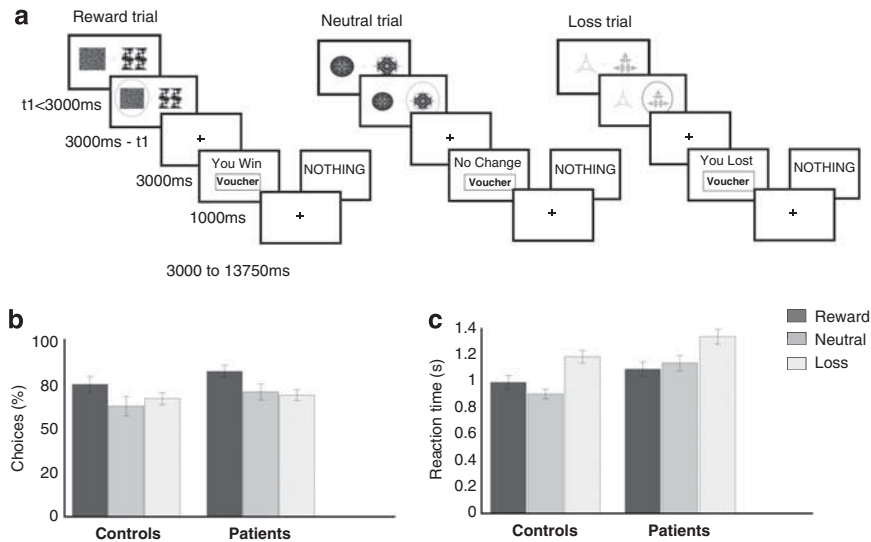 a
Reward trial
Neutral trial
Loss trial
t1<3000ms
3000ms - t1
3000ms
1000ms
3000 to 13750ms
You Win
Voucher
NOTHING
No Change
Voucher
NOTHING
You Lost
Voucher
NOTHING
b
Choices (%)
100
80
50
20
0
Controls
Patients
c
Reaction time (s)
1.4
1.2
1
0.8
0.6
0.4
0.2
0
Controls
Patients
Reward
Neutral
Loss